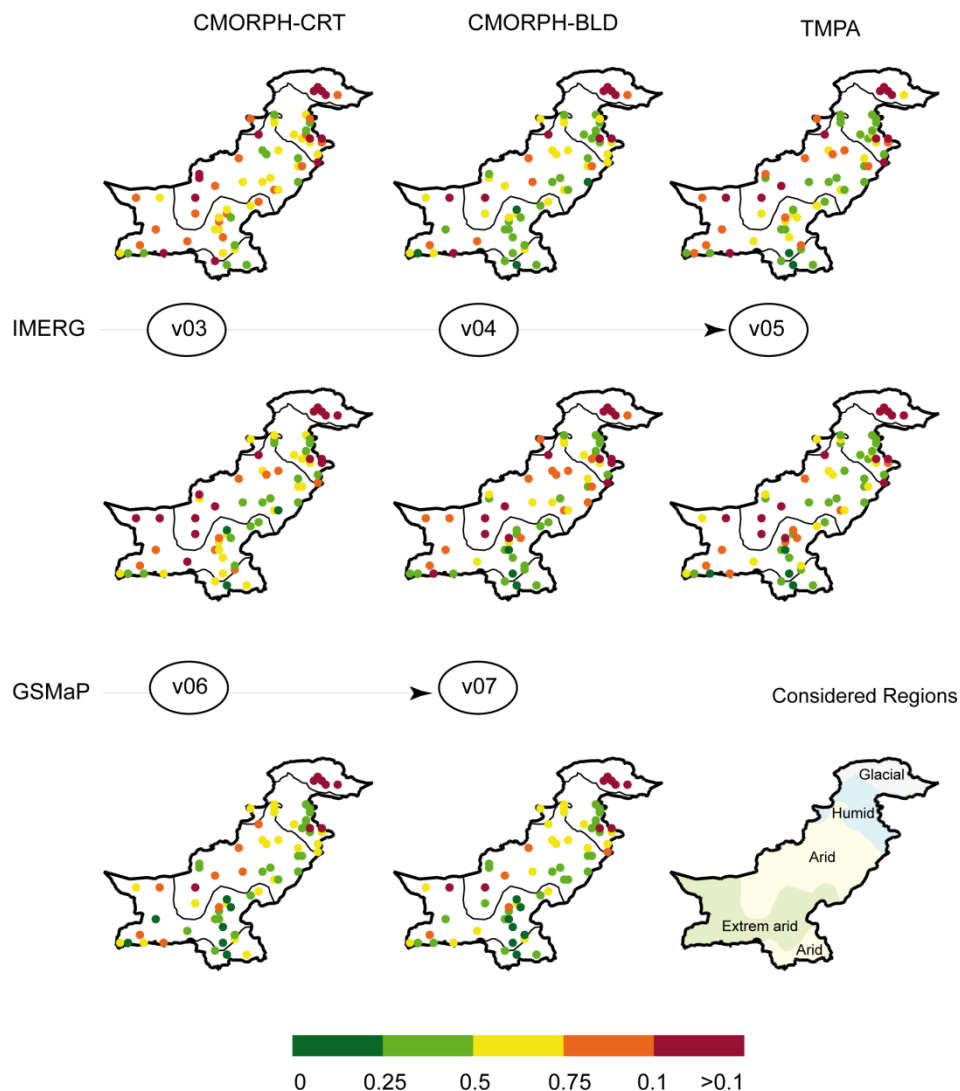 CMORPH-CRT CMORPH-BLD TMPA
IMERG v03 v04 v05
GSMaP v06 v07
Considered Regions
Glacial
Humid
Arid
Extrem arid
Arid
0 0.25 0.5 0.75 0.1 >0.1